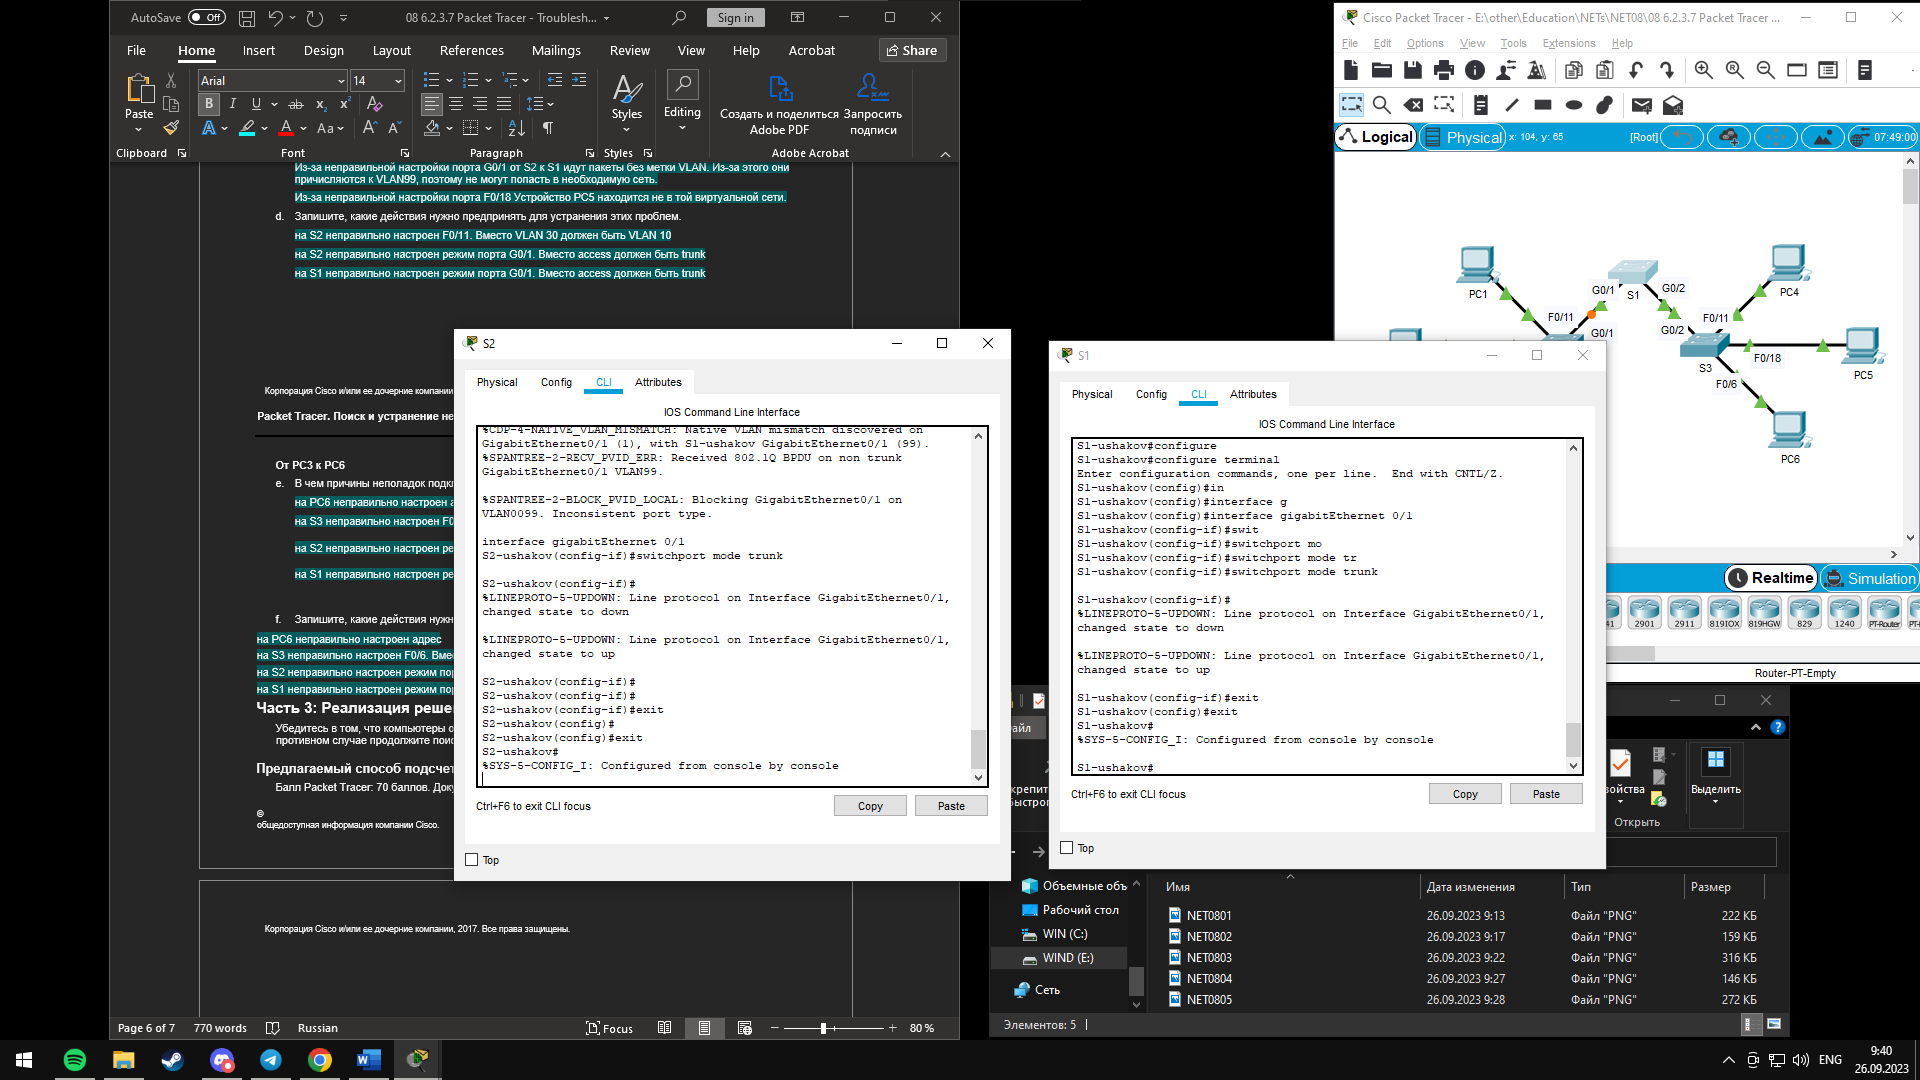 AutoSave
Off
08 6.2.3.7 Packet Tracer - Troublesh...
Sign in
File
Home
Insert
Design
Layout
References
Mailings
Review
View
Help
Acrobat
Share
Paste
Clipboard
Arial
14
Font
Paragraph
Styles
Styles
Editing
Создать и поделиться Adobe PDF
Запросить подписи
Adobe Acrobat
Из-за неправильной настройки порта G0/1 от S2 к S1 идут пакеты без метки VLAN. Из-за этого они
причисляются к VLAN99, поэтому не могут попасть в необходимую сеть.
Из-за неправильной настройки порта F0/18 Устройство PC5 находится не в той виртуальной сети.
d. Запишите, какие действия нужно предпринять для устранения этих проблем.
на S2 неправильно настроен F0/11. Вместо VLAN 30 должен быть VLAN 10
на S2 неправильно настроен режим порта G0/1. Вместо access должен быть trunk
на S1 неправильно настроен режим порта G0/1. Вместо access должен быть trunk
Корпорация Cisco и/или ее дочерние компании
Packet Tracer. Поиск и устранение не
От PC3 к PC6
e. В чем причины неполадок подкл
на PC6 неправильно настроен а
на S3 неправильно настроен F0
на S2 неправильно настроен ре
на S1 неправильно настроен ре
f. Запишите, какие действия нужн
на PC6 неправильно настроен адрес
на S3 неправильно настроен F0/6. Вме
на S2 неправильно настроен режим пор
на S1 неправильно настроен режим пор
Часть 3: Реализация реше
Убедитесь в том, что компьютеры о
противном случае продолжите поис
Предлагаемый способ подсчет
Балл Packet Tracer: 70 баллов. Доку
©
общедоступная информация компании Cisco.
Корпорация Cisco и/или ее дочерние компании, 2017. Все права защищены.
Page 6 of 7
770 words
Russian
Focus
80 %
S2
Physical
Config
CLI
Attributes
IOS Command Line Interface
%CDP-4-NATIVE_VLAN_MISMATCH: Native VLAN mismatch discovered on
GigabitEthernet0/1 (1), with S1-ushakov GigabitEthernet0/1 (99).
%SPANTREE-2-RECV_PVID_ERR: Received 802.1Q BPDU on non trunk
GigabitEthernet0/1 VLAN99.
%SPANTREE-2-BLOCK_PVID_LOCAL: Blocking GigabitEthernet0/1 on
VLAN0099. Inconsistent port type.
interface gigabitEthernet 0/1
S2-ushakov(config-if)#switchport mode trunk
S2-ushakov(config-if)#
%LINEPROTO-5-UPDOWN: Line protocol on Interface GigabitEthernet0/1,
changed state to down
%LINEPROTO-5-UPDOWN: Line protocol on Interface GigabitEthernet0/1,
changed state to up
S2-ushakov(config-if)#
S2-ushakov(config-if)#
S2-ushakov(config-if)#exit
S2-ushakov(config)#
S2-ushakov(config)#exit
S2-ushakov#
%SYS-5-CONFIG_I: Configured from console by console
Ctrl+F6 to exit CLI focus
Copy
Paste
Top
S1
Physical
Config
CLI
Attributes
IOS Command Line Interface
S1-ushakov#configure
S1-ushakov#configure terminal
Enter configuration commands, one per line. End with CNTL/Z.
S1-ushakov(config)#in
S1-ushakov(config)#interface g
S1-ushakov(config)#interface gigabitEthernet 0/1
S1-ushakov(config-if)#swit
S1-ushakov(config-if)#switchport mo
S1-ushakov(config-if)#switchport mode tr
S1-ushakov(config-if)#switchport mode trunk
S1-ushakov(config-if)#
%LINEPROTO-5-UPDOWN: Line protocol on Interface GigabitEthernet0/1,
changed state to down
%LINEPROTO-5-UPDOWN: Line protocol on Interface GigabitEthernet0/1,
changed state to up
S1-ushakov(config-if)#exit
S1-ushakov(config)#exit
S1-ushakov#
%SYS-5-CONFIG_I: Configured from console by console
S1-ushakov#
Ctrl+F6 to exit CLI focus
Copy
Paste
Top
Cisco Packet Tracer - E:\other\Education\NETs\NET08\08 6.2.3.7 Packet Tracer ...
File
Edit
Options
View
Tools
Extensions
Help
Logical
Physical
x: 104, y: 65
[Root]
07:49:00
PC1
G0/1
S1
G0/2
PC4
F0/11
G0/1
G0/2
F0/11
F0/18
PC5
S3
F0/6
PC6
Realtime
Simulation
41
2901
2911
819IOX
819HGW
829
1240
PT-Router
Router-PT-Empty
Выделить
Открыть
Объемные объ
Рабочий стол
WIN (C:)
WIND (E:)
Сеть
Имя
Дата изменения
Тип
Размер
NET0801 26.09.2023 9:13 Файл "PNG" 222 КБ
NET0802 26.09.2023 9:17 Файл "PNG" 159 КБ
NET0803 26.09.2023 9:22 Файл "PNG" 316 КБ
NET0804 26.09.2023 9:27 Файл "PNG" 146 КБ
NET0805 26.09.2023 9:28 Файл "PNG" 272 КБ
Элементов: 5
ENG
9:40
26.09.2023